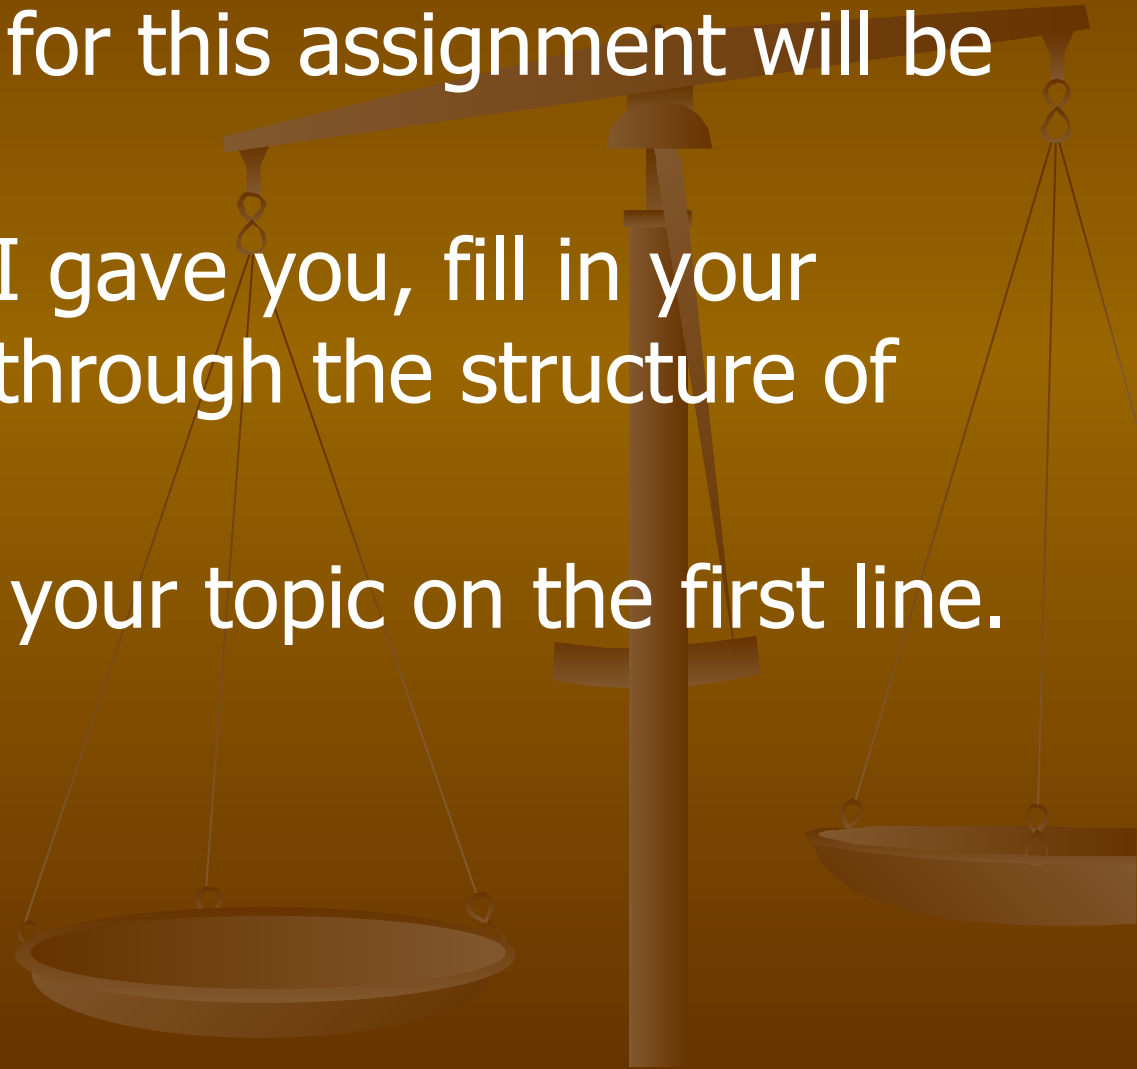 for this assignment will be
I gave you, fill in your
through the structure of
your topic on the first line.